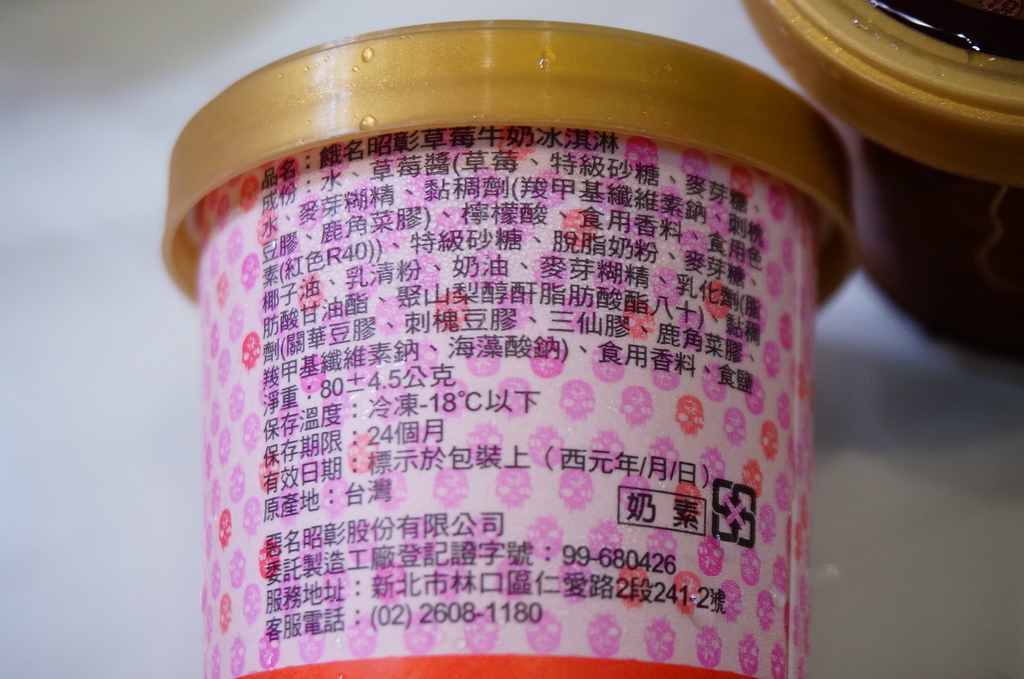 品名：餓名昭彰草莓牛奶冰淇淋
成份：水、草莓醬(草莓、特級砂糖、麥芽糖、
水、麥芽糊精、黏稠劑(羧甲基纖維素鈉、刺槐
豆膠、鹿角菜膠)、檸檬酸、食用香料、食用色
素(紅色R40))、特級砂糖、脫脂奶粉、麥芽糖、
椰子油、乳清粉、奶油、麥芽糊精、乳化劑(脂
肪酸甘油酯、聚山梨醇酐脂肪酸酯八十)、黏稠
劑(關華豆膠、刺槐豆膠、三仙膠、鹿角菜膠、
羧甲基纖維素鈉、海藻酸鈉)、食用香料、食鹽
淨重：80±4.5公克
保存溫度：冷凍-18℃以下
保存期限：24個月
有效日期：標示於包裝上（西元年/月/日）
原產地：台灣
奶素
惡名昭彰股份有限公司
委託製造工廠登記證字號：99-680426
服務地址：新北市林口區仁愛路2段241-2號
客服電話：(02) 2608-1180